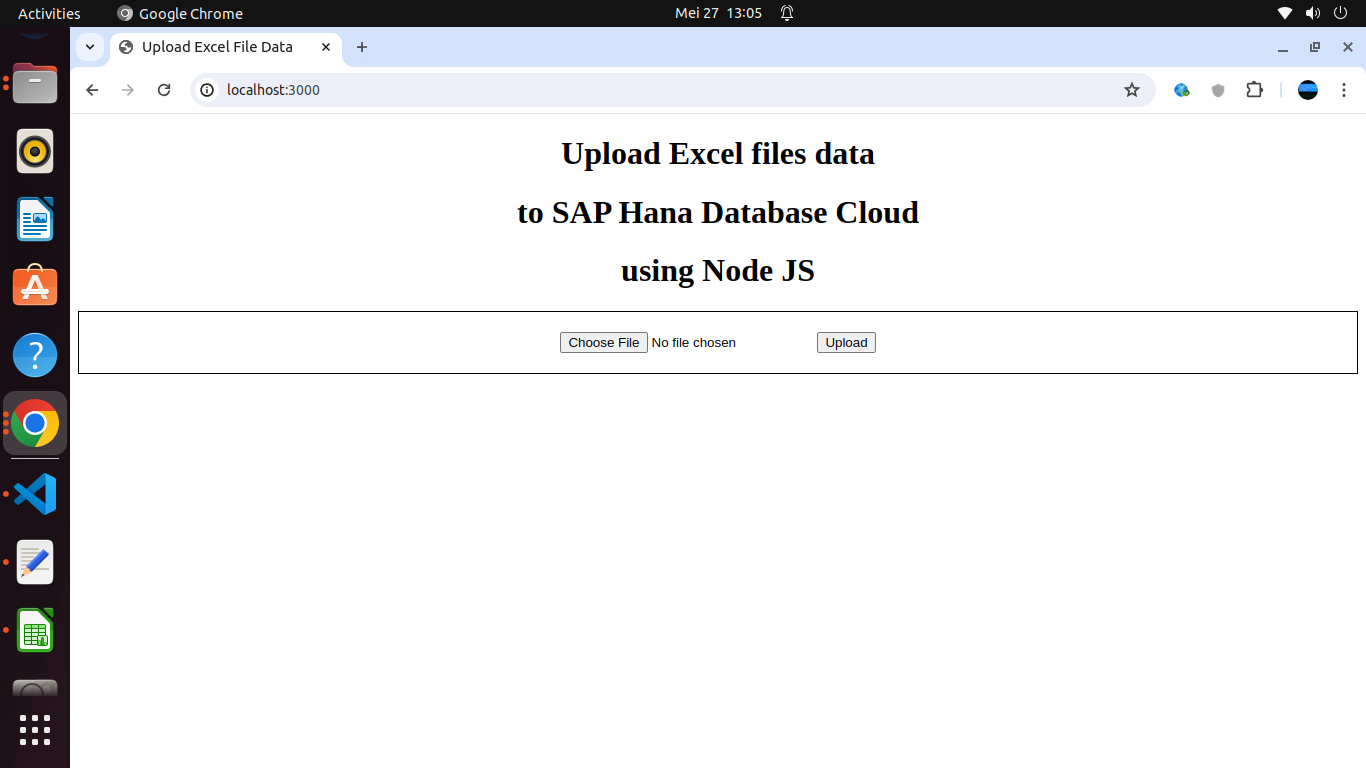 Activities
Google Chrome
Mei 27 13:05
Upload Excel File Data
localhost:3000
Upload Excel files data
to SAP Hana Database Cloud
using Node JS
Choose File No file chosen
Upload